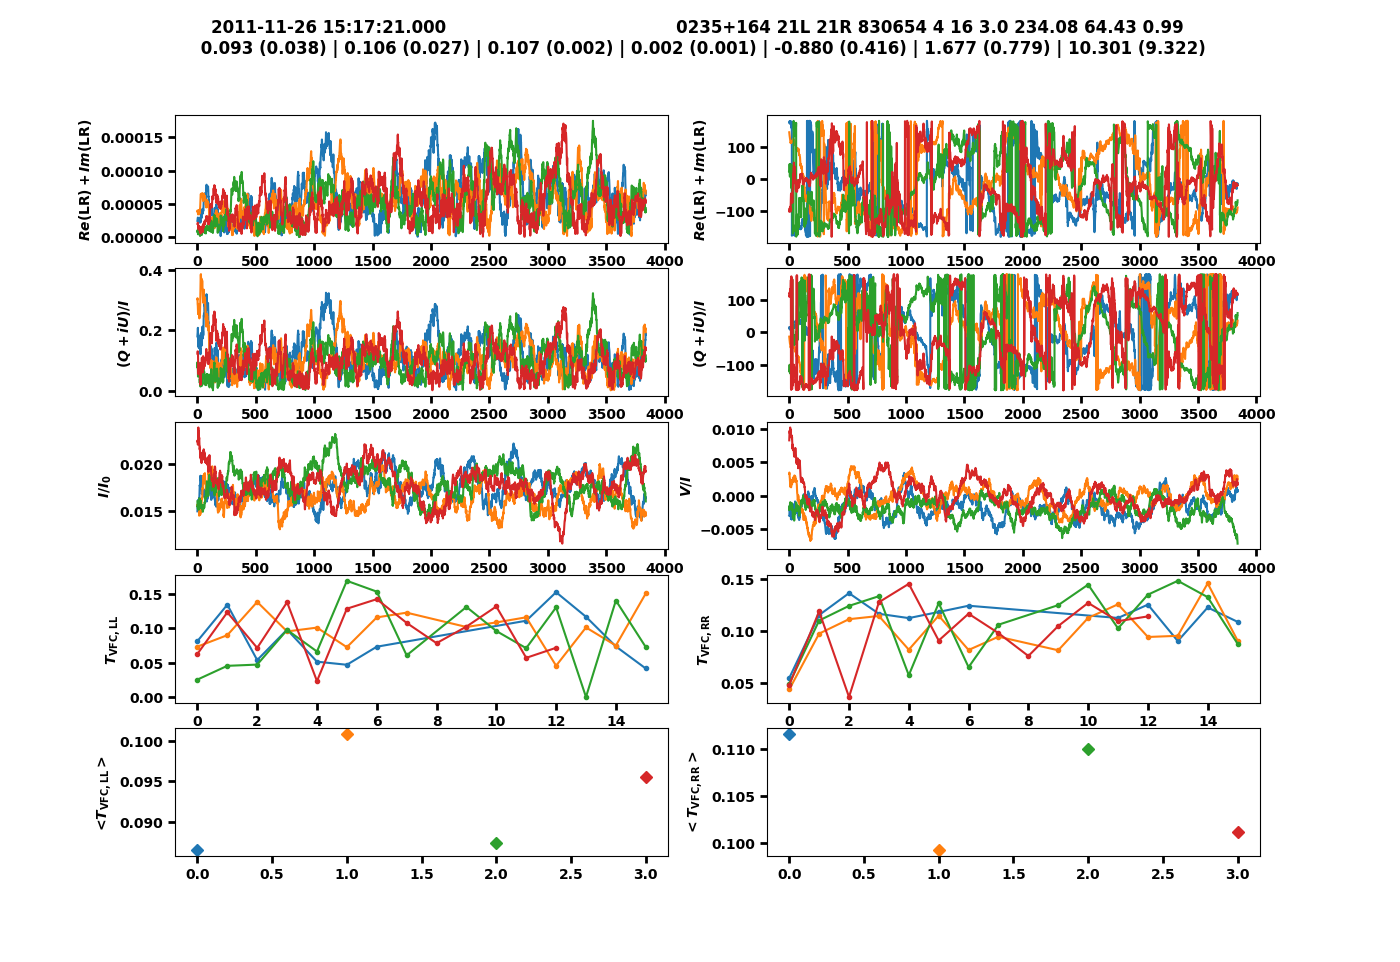 2011-11-26 15:17:21.000 0235+164 21L 21R 830654 4 16 3.0 234.08 64.43 0.99
0.093 (0.038) | 0.106 (0.027) | 0.107 (0.002) | 0.002 (0.001) | -0.880 (0.416) | 1.677 (0.779) | 10.301 (9.322)
Re(LR) + Im(LR)
0.00015
0.00010
0.00005
0.00000
0 500 1000 1500 2000 2500 3000 3500 4000
Re(LR) + Im(LR)
100
0
−100
0 500 1000 1500 2000 2500 3000 3500 4000
(Q + iU)/I
0.4
0.2
0.0
0 500 1000 1500 2000 2500 3000 3500 4000
(Q + iU)/I
100
0
−100
0 500 1000 1500 2000 2500 3000 3500 4000
I/I0
0.020
0.015
0 500 1000 1500 2000 2500 3000 3500 4000
V/I
0.010
0.005
0.000
−0.005
0 500 1000 1500 2000 2500 3000 3500 4000
TVFC, LL
0.15
0.10
0.05
0.00
0 2 4 6 8 10 12 14
TVFC, RR
0.15
0.10
0.05
0 2 4 6 8 10 12 14
<TVFC, LL >
0.100
0.095
0.090
0.0 0.5 1.0 1.5 2.0 2.5 3.0
< TVFC, RR >
0.110
0.105
0.100
0.0 0.5 1.0 1.5 2.0 2.5 3.0